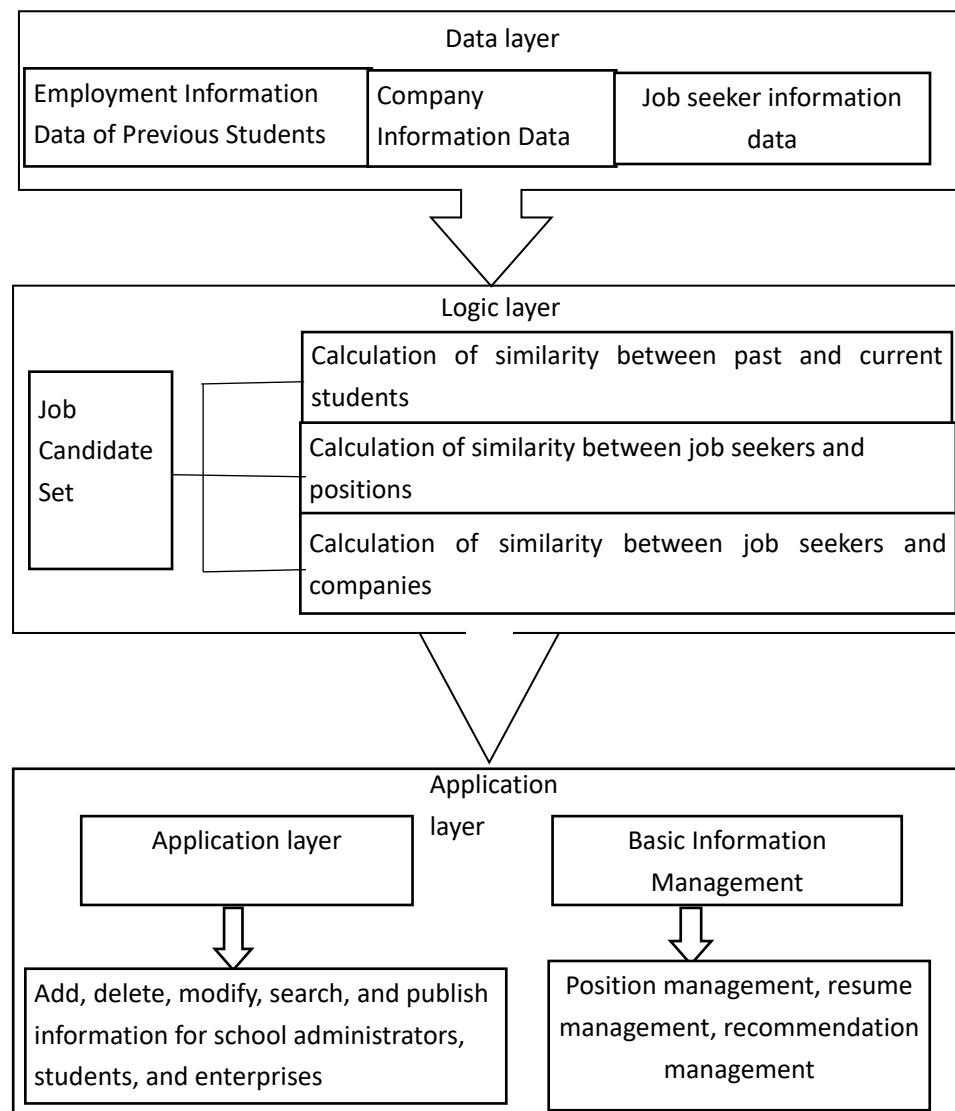 Data layer
Employment Information
Data of Previous Students
Company
Information Data
Job seeker information
data
Logic layer
Job
Candidate
Set
Calculation of similarity between past and current
students
Calculation of similarity between job seekers and
positions
Calculation of similarity between job seekers and
companies
Application
layer
Application layer
Basic Information
Management
Add, delete, modify, search, and publish
information for school administrators,
students, and enterprises
Position management, resume
management, recommendation
management